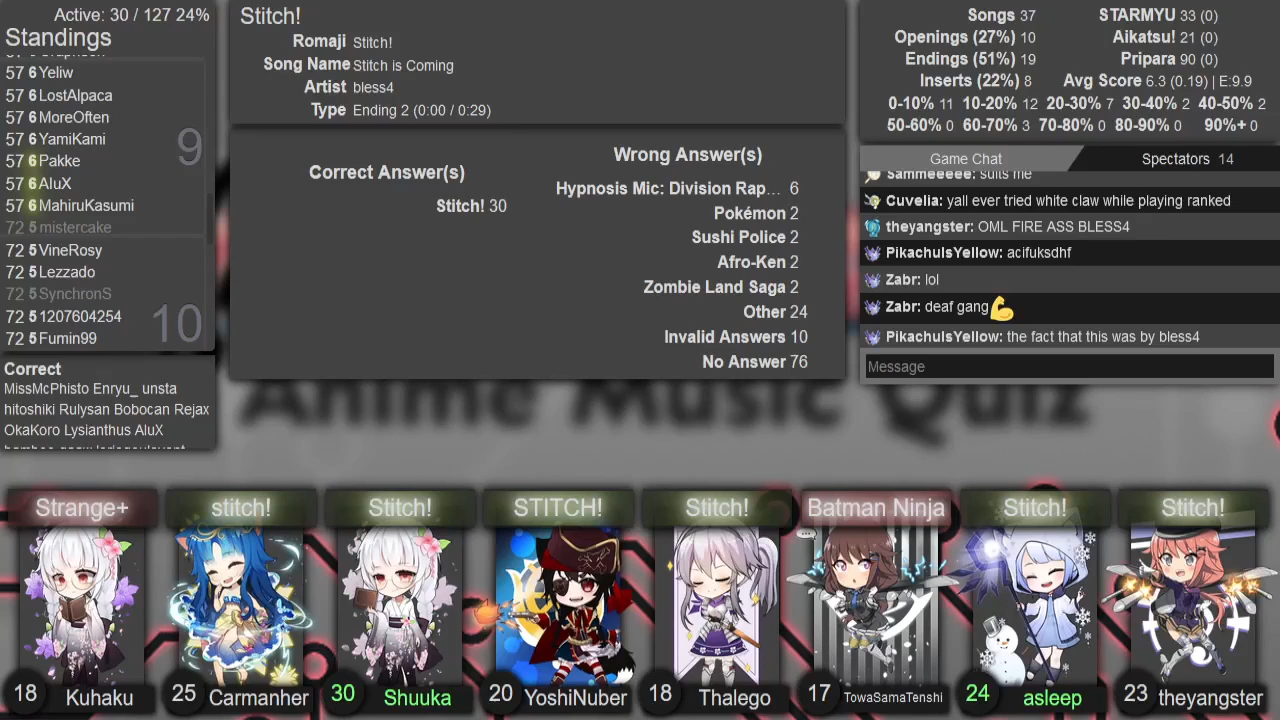 Active: 30 / 127 24%
Standings
57 6 Yeliw
57 6 LostAlpaca
57 6 MoreOften
57 6 YamiKami
57 6 Pakke
57 6 AluX
57 6 MahiruKasumi
9
72 5 mistercake
72 5 VineRosy
72 5 Lezzado
72 5 SynchronS
72 5 1207604254
72 5 Fumin99
10
Correct
MissMcPhisto Enryu_ unsta
hitoshiki Rulysan Bobocan Rejax
OkaKoro Lysianthus AluX
Stitch!
Romaji Stitch!
Song Name Stitch is Coming
Artist bless4
Type Ending 2 (0:00 / 0:29)
Correct Answer(s)
Stitch! 30
Wrong Answer(s)
Hypnosis Mic: Division Rap... 6
Pokémon 2
Sushi Police 2
Afro-Ken 2
Zombie Land Saga 2
Other 24
Invalid Answers 10
No Answer 76
Songs 37 STARMYU 33 (0)
Openings (27%) 10 Aikatsu! 21 (0)
Endings (51%) 19 Pripara 90 (0)
Inserts (22%) 8 Avg Score 6.3 (0.19) | E:9.9
0-10% 11 10-20% 12 20-30% 7 30-40% 2 40-50% 2
50-60% 0 60-70% 3 70-80% 0 80-90% 0 90%+ 0
Game Chat Spectators 14
Sammeeeee: suits me
Cuvelia: yall ever tried white claw while playing ranked
theyangster: OML FIRE ASS BLESS4
PikachuIsYellow: acifuksdhf
Zabr: lol
Zabr: deaf gang💪
PikachuIsYellow: the fact that this was by bless4
Message
Anime Music Quiz
Strange+ stitch! Stitch! STITCH! Stitch! Batman Ninja Stitch! Stitch!
18 Kuhaku 25 Carmanher 30 Shuuka 20 YoshiNuber 18 Thalego 17 TowaSamaTenshi 24 asleep 23 theyangster